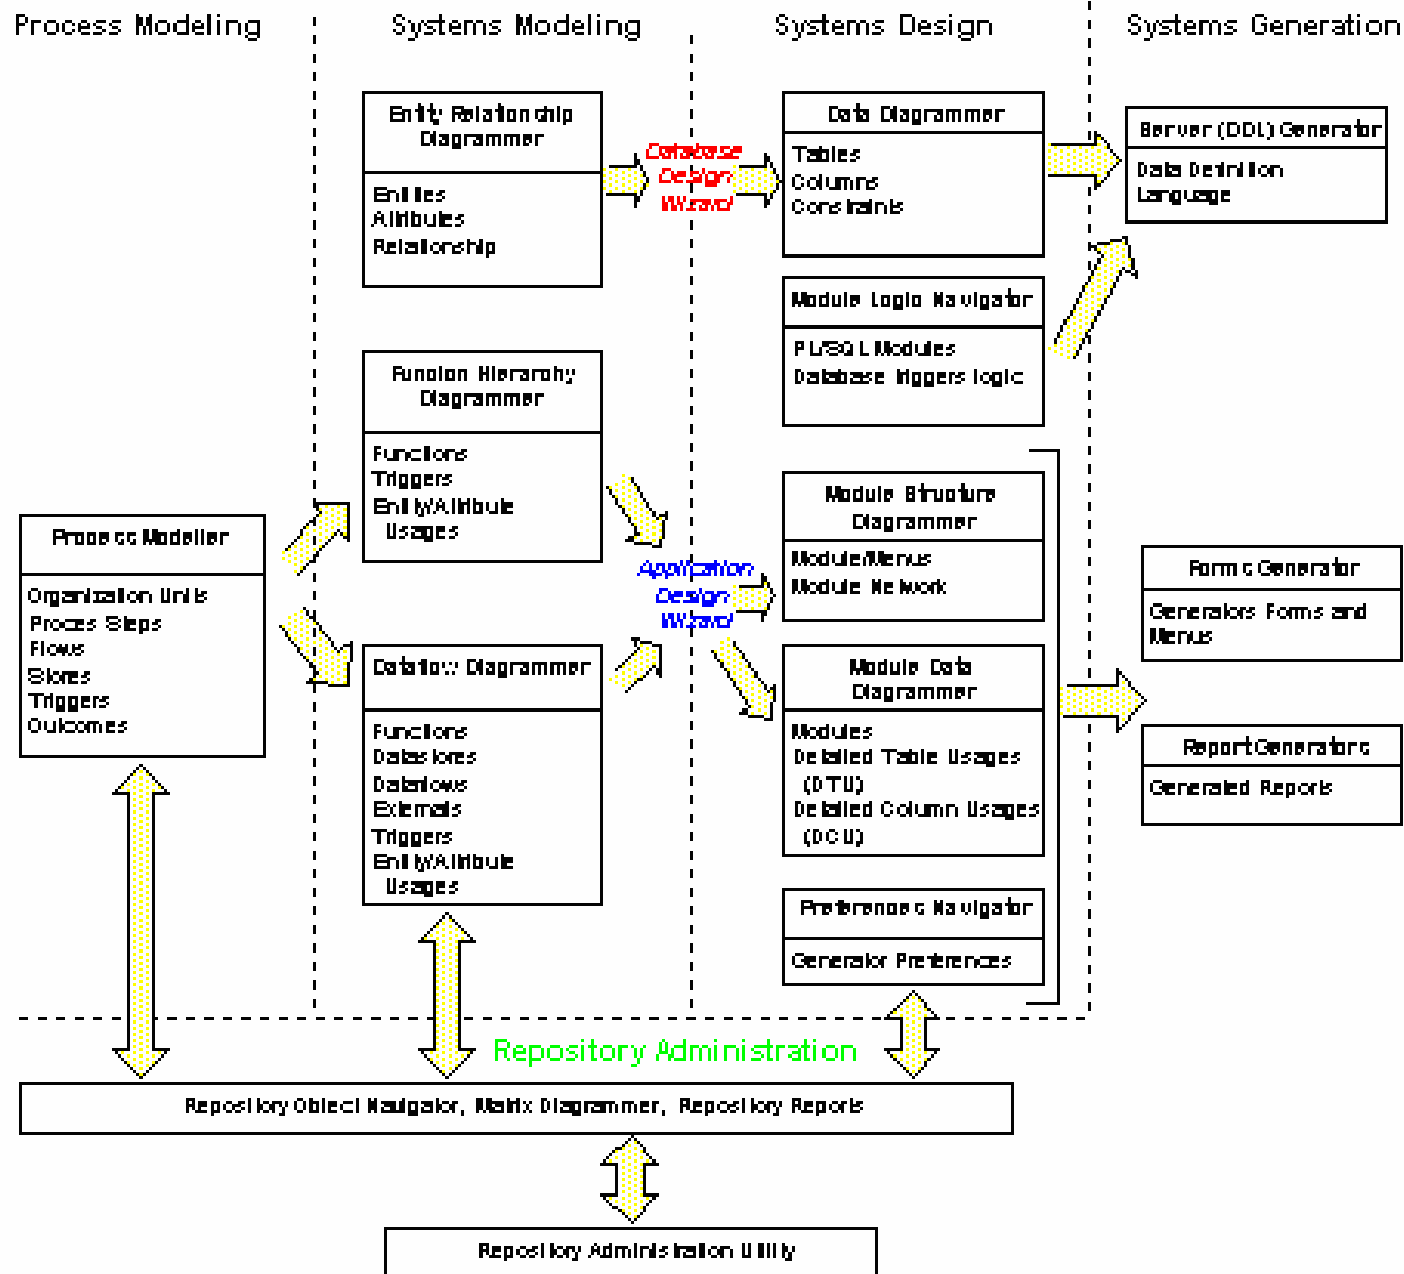 Process Modeling
Systems Modeling
Systems Design
Systems Generation
Entity Relationship
Diagrammer
Entities
Attributes
Relationship
Database
Design
Wizard
Data Diagrammer
Tables
Columns
Constraints
Server (DDL) Generator
Data Definition
Language
Module Logic Navigator
PL/SQL Modules
Database triggers logic
Function Hierarchy
Diagrammer
Functions
Triggers
Entity/Attribute
Usages
Process Modeller
Organization Units
Proces Steps
Flows
Stores
Triggers
Outcomes
Dataflow Diagrammer
Functions
Datastores
Dataflows
Externals
Triggers
Entity/Attribute
Usages
Application
Design
Wizard
Module Structure
Diagrammer
Module/Menus
Module Network
Module Data
Diagrammer
Modules
Detailed Table Usages
(DTU)
Detailed Column Usages
(DCU)
Preferences Navigator
Generator Preferences
Forms Generator
Generators Forms and
Menus
Report Generators
Generated Reports
Repository Administration
Repository Object Navigator, Matrix Diagrammer, Repository Reports
Repository Administration Utility